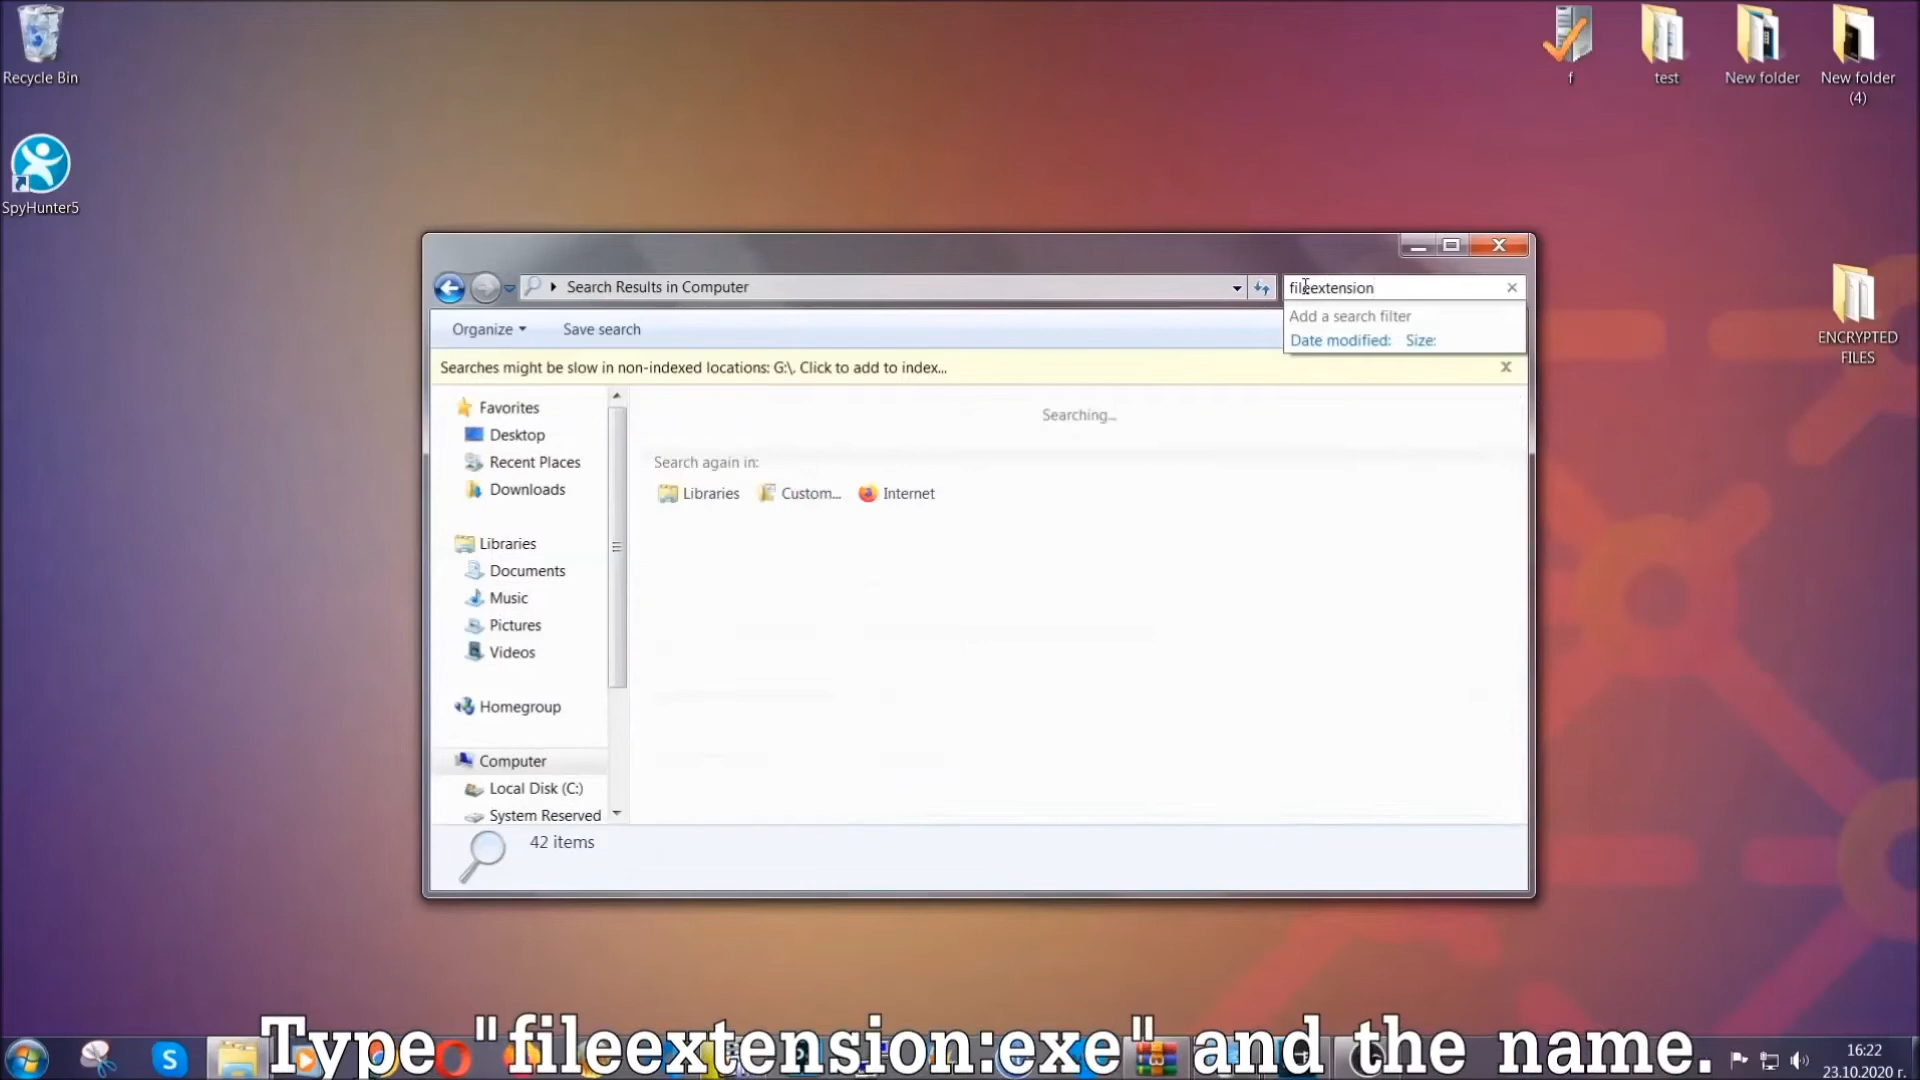 Recycle Bin
SpyHunter5
f
test
New folder
New folder
(4)
ENCRYPTED
FILES
Search Results in Computer
fileextension
Add a search filter
Date modified: Size:
Organize
Save search
Searches might be slow in non-indexed locations: G:\. Click to add to index...
Favorites
Desktop
Recent Places
Downloads
Libraries
Documents
Music
Pictures
Videos
Homegroup
Computer
Local Disk (C:)
System Reserved
Searching...
Search again in:
Libraries
Custom...
Internet
42 items
Type "fileextension:exe" and the name.
16:22
23.10.2020 г.